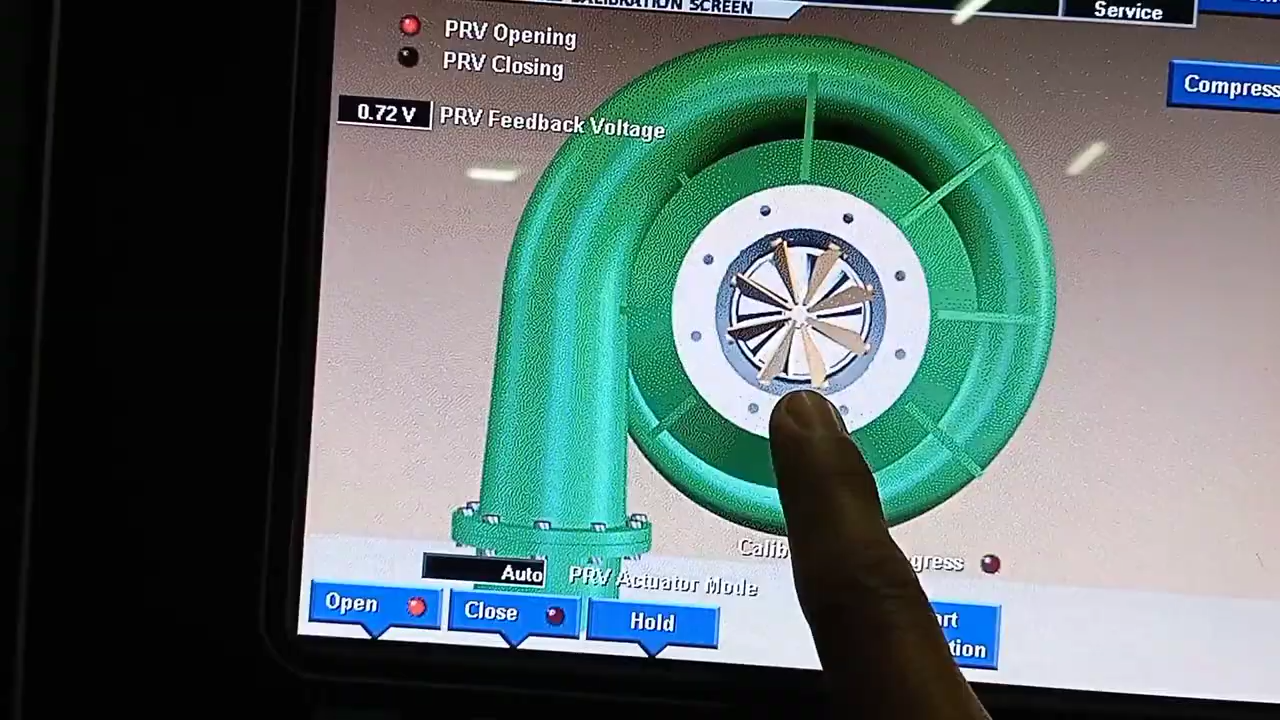 CALIBRATION SCREEN
Service
PRV Opening
PRV Closing
Compress
0.72 V PRV Feedback Voltage
Auto PRV Actuator Mode
Open
Close
Hold